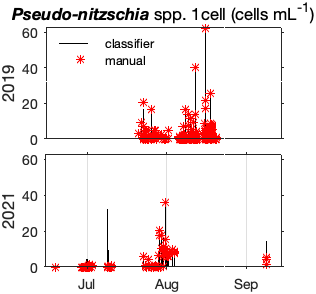 Pseudo-nitzschia spp. 1cell (cells mL⁻¹)
classifier
manual
60
40
20
0
2019
60
40
20
0
2021
Jul Aug Sep